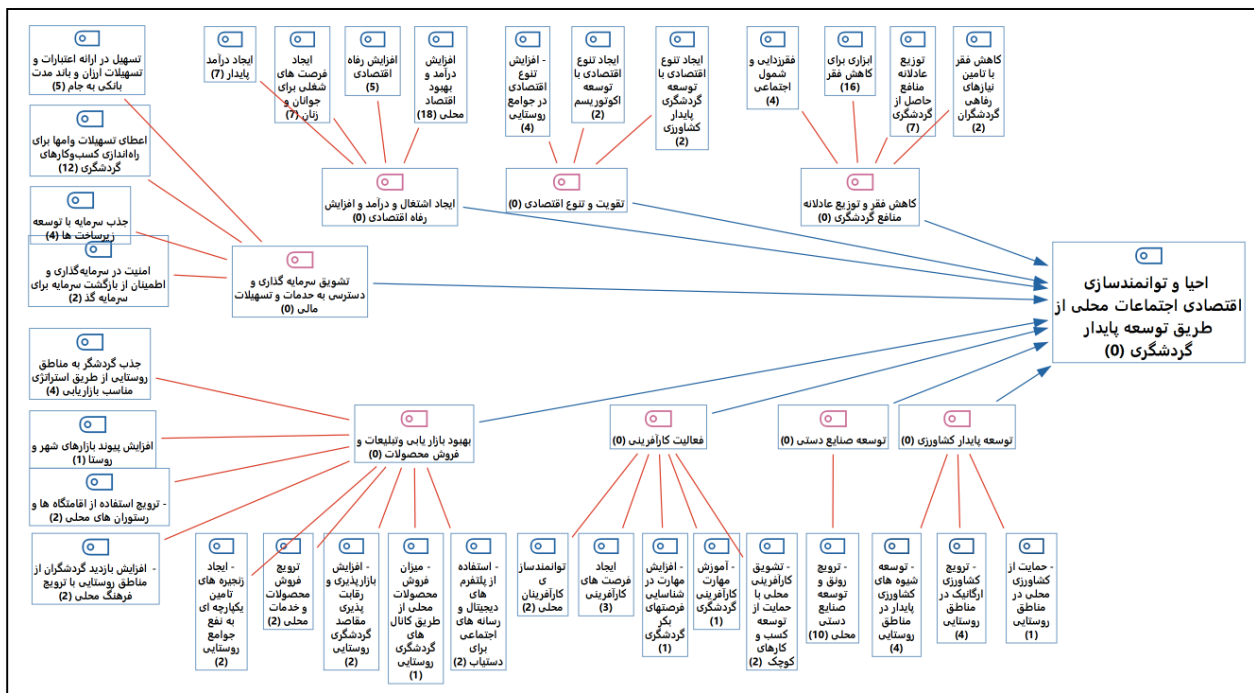 تسهیل در ارائه اعتبارات و
تسهیلات ارزان و باند مدت
بانکی به جام (5)
ایجاد درآمد
پایدار (7)
ایجاد
فرصت های
شغلی برای
جوانان و
زنان (7)
افزایش رفاه
اقتصادی
(5)
افزایش
درآمد و
بهبود
اقتصاد
محلی (18)
- افزایش
تنوع
اقتصادی
در جوامع
روستایی
(4)
ایجاد تنوع
اقتصادی با
توسعه
اکوتوریسم
(2)
ایجاد تنوع
اقتصادی با
توسعه
گردشگری
پایدار
کشاورزی
(2)
فقرزدایی و
شمول
اجتماعی
(4)
ابزاری برای
کاهش فقر
(16)
توزیع
عادلانه
منافع
حاصل از
گردشگری
(7)
کاهش فقر
با تامین
نیازهای
رفاهی
گردشگران
(2)
اعطای تسهیلات وامها برای
راه‌اندازی کسب‌وکارهای
گردشگری (12)
جذب سرمایه با توسعه
زیرساخت ها (4)
امنیت در سرمایه‌گذاری و
اطمینان از بازگشت سرمایه برای
سرمایه گذ (2)
ایجاد اشتغال و درآمد و افزایش
رفاه اقتصادی (0)
تقویت و تنوع اقتصادی (0)
کاهش فقر و توزیع عادلانه
منافع گردشگری (0)
تشویق سرمایه گذاری و
دسترسی به خدمات و تسهیلات
مالی (0)
احیا و توانمندسازی
اقتصادی اجتماعات محلی از
طریق توسعه پایدار
گردشگری (0)
جذب گردشگر به مناطق
روستایی از طریق استراتژی
مناسب بازاریابی (4)
افزایش پیوند بازارهای شهر و
روستا (1)
- ترویج استفاده از اقامتگاه ها و
رستوران های محلی (2)
- افزایش بازدید گردشگران از
مناطق روستایی با ترویج
فرهنگ محلی (2)
بهبود بازار یابی وتبلیعات و
فروش محصولات (0)
فعالیت کارآفرینی (0)
توسعه صنایع دستی (0)
توسعه پایدار کشاورزی (0)
- ایجاد
زنجیره های
تامین
یکپارچه ای
به نفع
جوامع
روستایی
(2)
ترویج
فروش
محصولات
و خدمات
محلی (2)
- افزایش
بازارپذیری و
رقابت
پذیری
مقاصد
گردشگری
روستایی
(2)
- میزان
فروش
محصولات
محلی از
طریق کانال
های
گردشگری
روستایی
(1)
- استفاده
از پلتفرم
های
دیجیتال و
رسانه های
اجتماعی
برای
دستیاب (2)
توانمندساز
ی
کارآفرینان
محلی (2)
ایجاد
فرصت های
کارآفرینی
(3)
- افزایش
مهارت در
شناسایی
فرصتهای
بکر
گردشگری
(1)
- آموزش
مهارت
کارآفرینی
گردشگری
(1)
- تشویق
کارآفرینی
محلی با
حمایت از
توسعه
کسب و
کارهای
کوچک (2)
- ترویج
رونق و
توسعه
صنایع
دستی
محلی (10)
- توسعه
شیوه های
کشاورزی
پایدار در
مناطق
روستایی
(4)
- ترویج
کشاورزی
ارگانیک در
مناطق
روستایی
(4)
- حمایت از
کشاورزی
محلی در
مناطق
روستایی
(1)